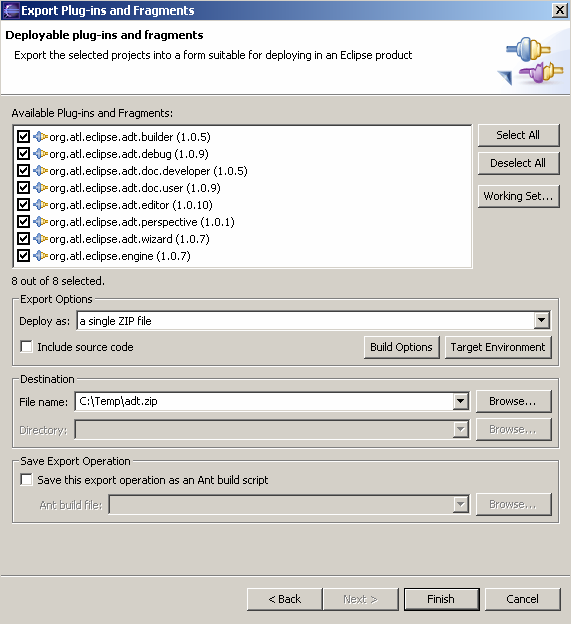 Export Plug-ins and Fragments
Deployable plug-ins and fragments
Export the selected projects into a form suitable for deploying in an Eclipse product
Available Plug-ins and Fragments:
org.atl.eclipse.adt.builder (1.0.5)
org.atl.eclipse.adt.debug (1.0.9)
org.atl.eclipse.adt.doc.developer (1.0.5)
org.atl.eclipse.adt.doc.user (1.0.9)
org.atl.eclipse.adt.editor (1.0.10)
org.atl.eclipse.adt.perspective (1.0.1)
org.atl.eclipse.adt.wizard (1.0.7)
org.atl.eclipse.engine (1.0.7)
Select All
Deselect All
Working Set...
8 out of 8 selected.
Export Options
Deploy as: a single ZIP file
Include source code Build Options Target Environment
Destination
File name: C:\Temp\adt.zip Browse...
Directory: Browse...
Save Export Operation
Save this export operation as an Ant build script
Ant build file: Browse...
< Back Next > Finish Cancel